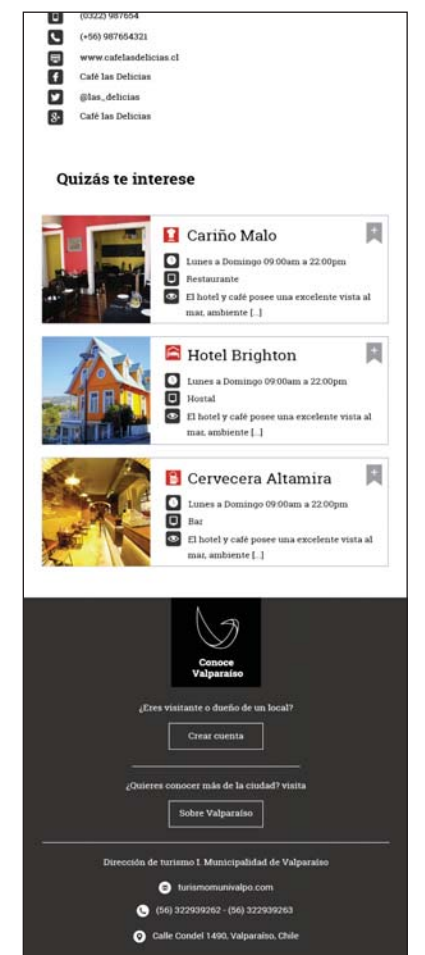 (0322) 987654
(+56) 987654321
www.cafelasdelicias.cl
Café las Delicias
@las_delicias
Café las Delicias
Quizás te interese
Cariño Malo
Lunes a Domingo 09:00am a 22:00pm
Restaurante
El hotel y café posee una excelente vista al
mar, ambiente [...]
Hotel Brighton
Lunes a Domingo 09:00am a 22:00pm
Hostal
El hotel y café posee una excelente vista al
mar, ambiente [...]
Cervecera Altamira
Lunes a Domingo 09:00am a 22:00pm
Bar
El hotel y café posee una excelente vista al
mar, ambiente [...]
Conoce
Valparaíso
¿Eres visitante o dueño de un local?
Crear cuenta
¿Quieres conocer más de la ciudad? visita
Sobre Valparaíso
Dirección de turismo I. Municipalidad de Valparaíso
turismomunivalpo.com
(56) 322939262 - (56) 322939263
Calle Condel 1490, Valparaíso, Chile